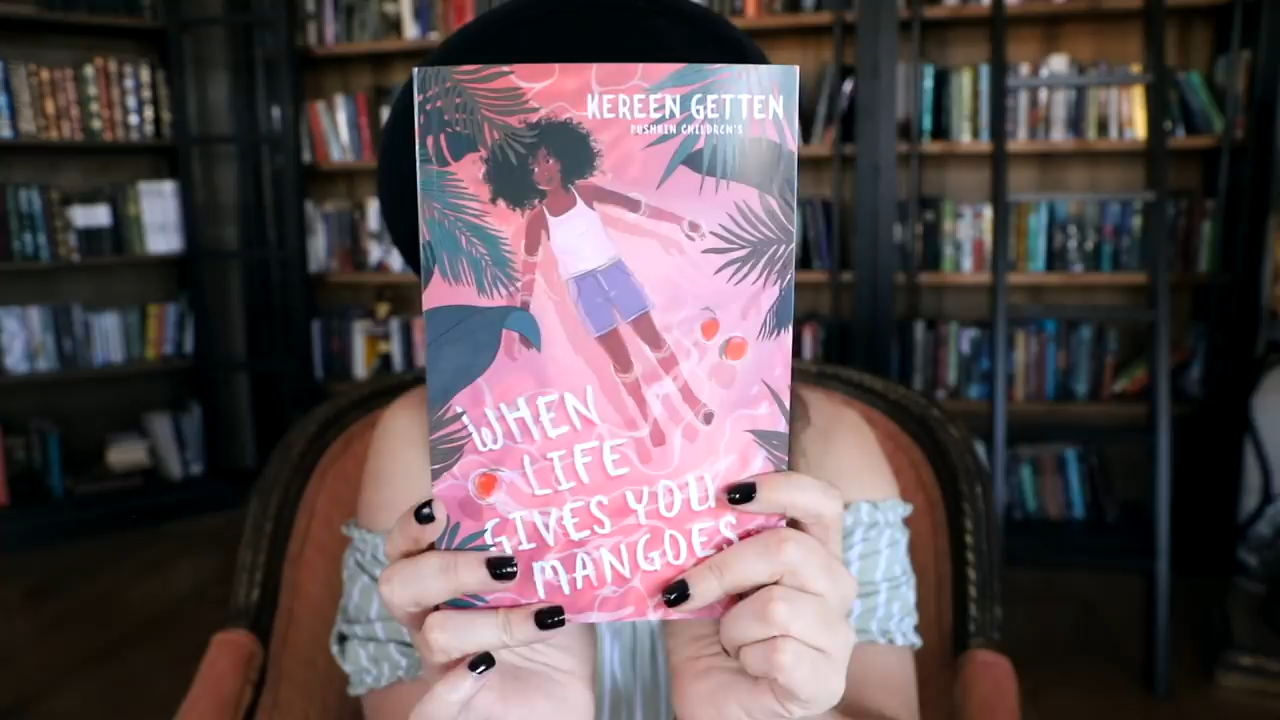 KEREEN GETTEN
PUSHKIN CHILDREN'S
WHEN
LIFE
GIVES YOU
MANGOES